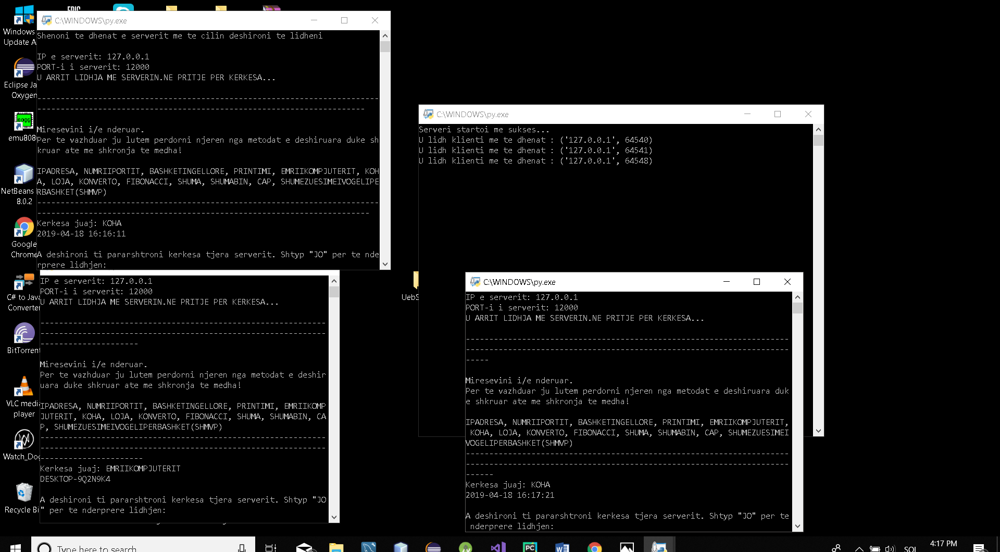 EPIC
Windows
Update A
Eclipse Ja
Oxygen
8086
emu808
NetBeans
8.0.2
Google
Chrome
C# to Java
Converter
BitTorrent
VLC medi
player
Watch_Dog
Recycle Bi
C:\WINDOWS\py.exe
Shenoni te dhenat e serverit me te cilin deshironi te lidheni
IP e serverit: 127.0.0.1
PORT-i i serverit: 12000
U ARRIT LIDHJA ME SERVERIN.NE PRITJE PER KERKESA...
-------------------------------------------------------------------------
----------------------------------------------------------------------
Miresevini i/e nderuar.
Per te vazhduar ju lutem perdorni njeren nga metodat e deshiruara duke sh
kruar ate me shkronja te medha!
IPADRESA, NUMRIIPORTIT, BASHKETINGELLORE, PRINTIMI, EMRIIKOMPJUTERIT, KOH
A, LOJA, KONVERTO, FIBONACCI, SHUMA, SHUMABIN, CAP, SHUMEZUESIMEIVOGELIPE
RBASHKET(SHMVP)
-------------------------------------------------------------------------
-----------------------------------------------------------------------
Kerkesa juaj: KOHA
2019-04-18 16:16:11
A deshironi ti pararshtroni kerkesa tjera serverit. Shtyp "JO" per te nde
rprere lidhjen:
IP e serverit: 127.0.0.1
PORT-i i serverit: 12000
U ARRIT LIDHJA ME SERVERIN.NE PRITJE PER KERKESA...
-------------------------------------------------------------
-------------------------------------------------------------
---------------------
Miresevini i/e nderuar.
Per te vazhduar ju lutem perdorni njeren nga metodat e deshir
uara duke shkruar ate me shkronja te medha!
IPADRESA, NUMRIIPORTIT, BASHKETINGELLORE, PRINTIMI, EMRIIKOMP
JUTERIT, KOHA, LOJA, KONVERTO, FIBONACCI, SHUMA, SHUMABIN, CA
P, SHUMEZUESIMEIVOGELIPERBASHKET(SHMVP)
-------------------------------------------------------------
-------------------------------------------------------------
----------------------
Kerkesa juaj: EMRIIKOMPJUTERIT
DESKTOP-9Q2N9K4
A deshironi ti pararshtroni kerkesa tjera serverit. Shtyp "JO
" per te nderprere lidhjen:
UebS
C:\WINDOWS\py.exe
Serveri startoi me sukses...
U lidh klienti me te dhenat : ('127.0.0.1', 64540)
U lidh klienti me te dhenat : ('127.0.0.1', 64541)
U lidh klienti me te dhenat : ('127.0.0.1', 64548)
C:\WINDOWS\py.exe
IP e serverit: 127.0.0.1
PORT-i i serverit: 12000
U ARRIT LIDHJA ME SERVERIN.NE PRITJE PER KERKESA...
---------------------------------------------------------------------
---------------------------------------------------------------------
-----
Miresevini i/e nderuar.
Per te vazhduar ju lutem perdorni njeren nga metodat e deshiruara duk
e shkruar ate me shkronja te medha!
IPADRESA, NUMRIIPORTIT, BASHKETINGELLORE, PRINTIMI, EMRIIKOMPJUTERIT,
KOHA, LOJA, KONVERTO, FIBONACCI, SHUMA, SHUMABIN, CAP, SHUMEZUESIMEI
VOGELIPERBASHKET(SHMVP)
---------------------------------------------------------------------
---------------------------------------------------------------------
------
Kerkesa juaj: KOHA
2019-04-18 16:17:21
A deshironi ti pararshtroni kerkesa tjera serverit. Shtyp "JO" per te
nderprere lidhjen:
Type here to search
PC
SQI
4:17 PM